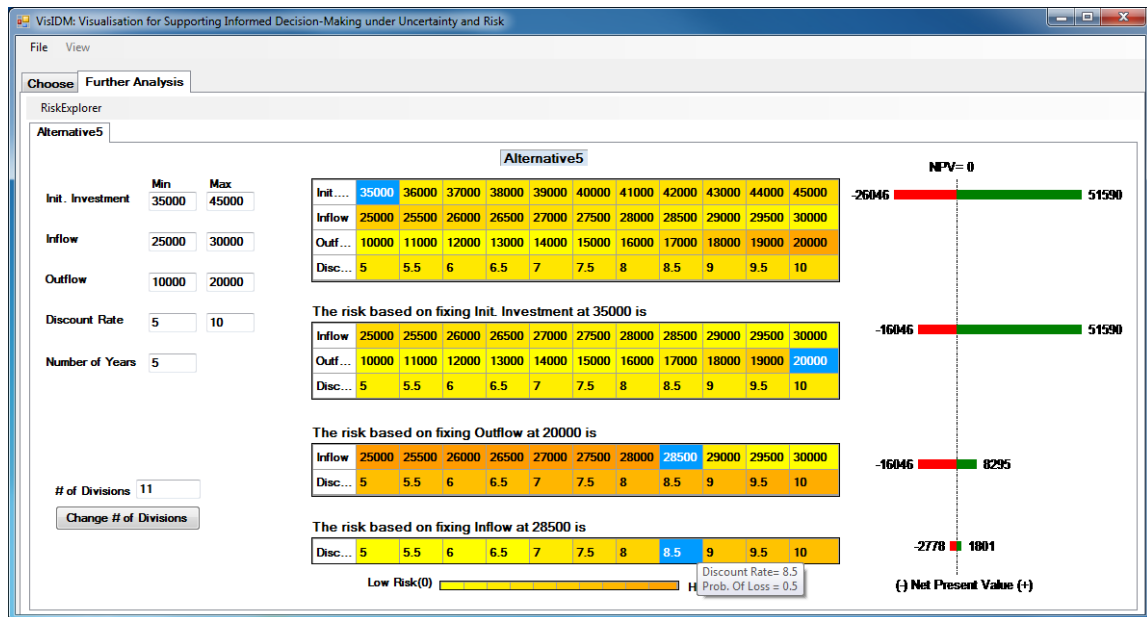 VisIDM: Visualisation for Supporting Informed Decision-Making under Uncertainty and Risk
File View
Choose Further Analysis
RiskExplorer
Alternative5
Alternative5
Min Max
Init. Investment 35000 45000
Inflow 25000 30000
Outflow 10000 20000
Discount Rate 5 10
Number of Years 5
# of Divisions 11
Change # of Divisions
Init.... 35000 36000 37000 38000 39000 40000 41000 42000 43000 44000 45000
Inflow 25000 25500 26000 26500 27000 27500 28000 28500 29000 29500 30000
Outf... 10000 11000 12000 13000 14000 15000 16000 17000 18000 19000 20000
Disc... 5 5.5 6 6.5 7 7.5 8 8.5 9 9.5 10
The risk based on fixing Init. Investment at 35000 is
Inflow 25000 25500 26000 26500 27000 27500 28000 28500 29000 29500 30000
Outf... 10000 11000 12000 13000 14000 15000 16000 17000 18000 19000 20000
Disc... 5 5.5 6 6.5 7 7.5 8 8.5 9 9.5 10
The risk based on fixing Outflow at 20000 is
Inflow 25000 25500 26000 26500 27000 27500 28000 28500 29000 29500 30000
Disc... 5 5.5 6 6.5 7 7.5 8 8.5 9 9.5 10
The risk based on fixing Inflow at 28500 is
Disc... 5 5.5 6 6.5 7 7.5 8 8.5 9 9.5 10
Low Risk(0) H
Discount Rate= 8.5
Prob. Of Loss = 0.5
NPV= 0
-26046 51590
-16046 51590
-16046 8295
-2778 1801
(-) Net Present Value (+)